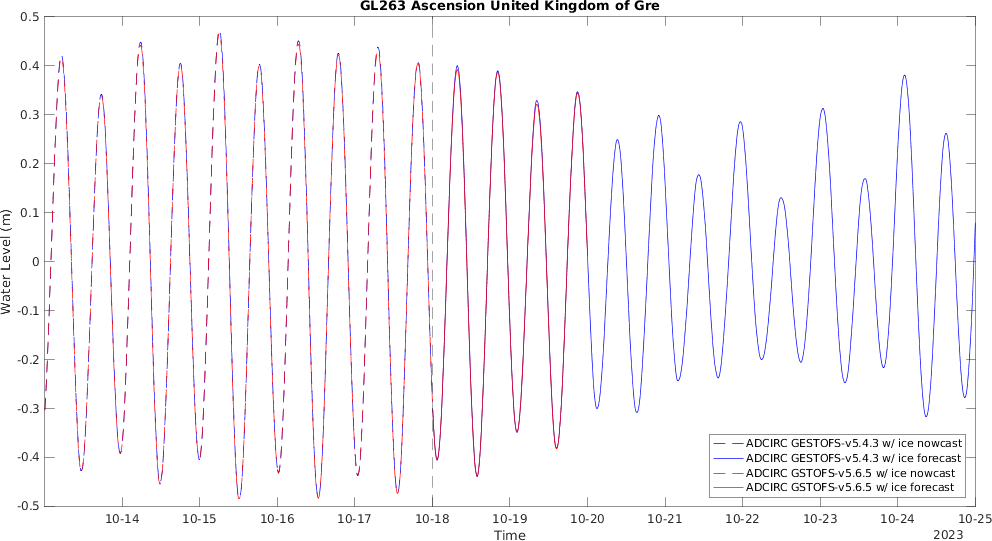 GL263 Ascension United Kingdom of Gre
0.5
0.4
0.3
0.2
0.1
0
-0.1
-0.2
-0.3
-0.4
-0.5
Water Level (m)
ADCIRC GESTOFS-v5.4.3 w/ ice nowcast
ADCIRC GESTOFS-v5.4.3 w/ ice forecast
ADCIRC GSTOFS-v5.6.5 w/ ice nowcast
ADCIRC GSTOFS-v5.6.5 w/ ice forecast
10-14 10-15 10-16 10-17 10-18 10-19 10-20 10-21 10-22 10-23 10-24 10-25
Time
2023